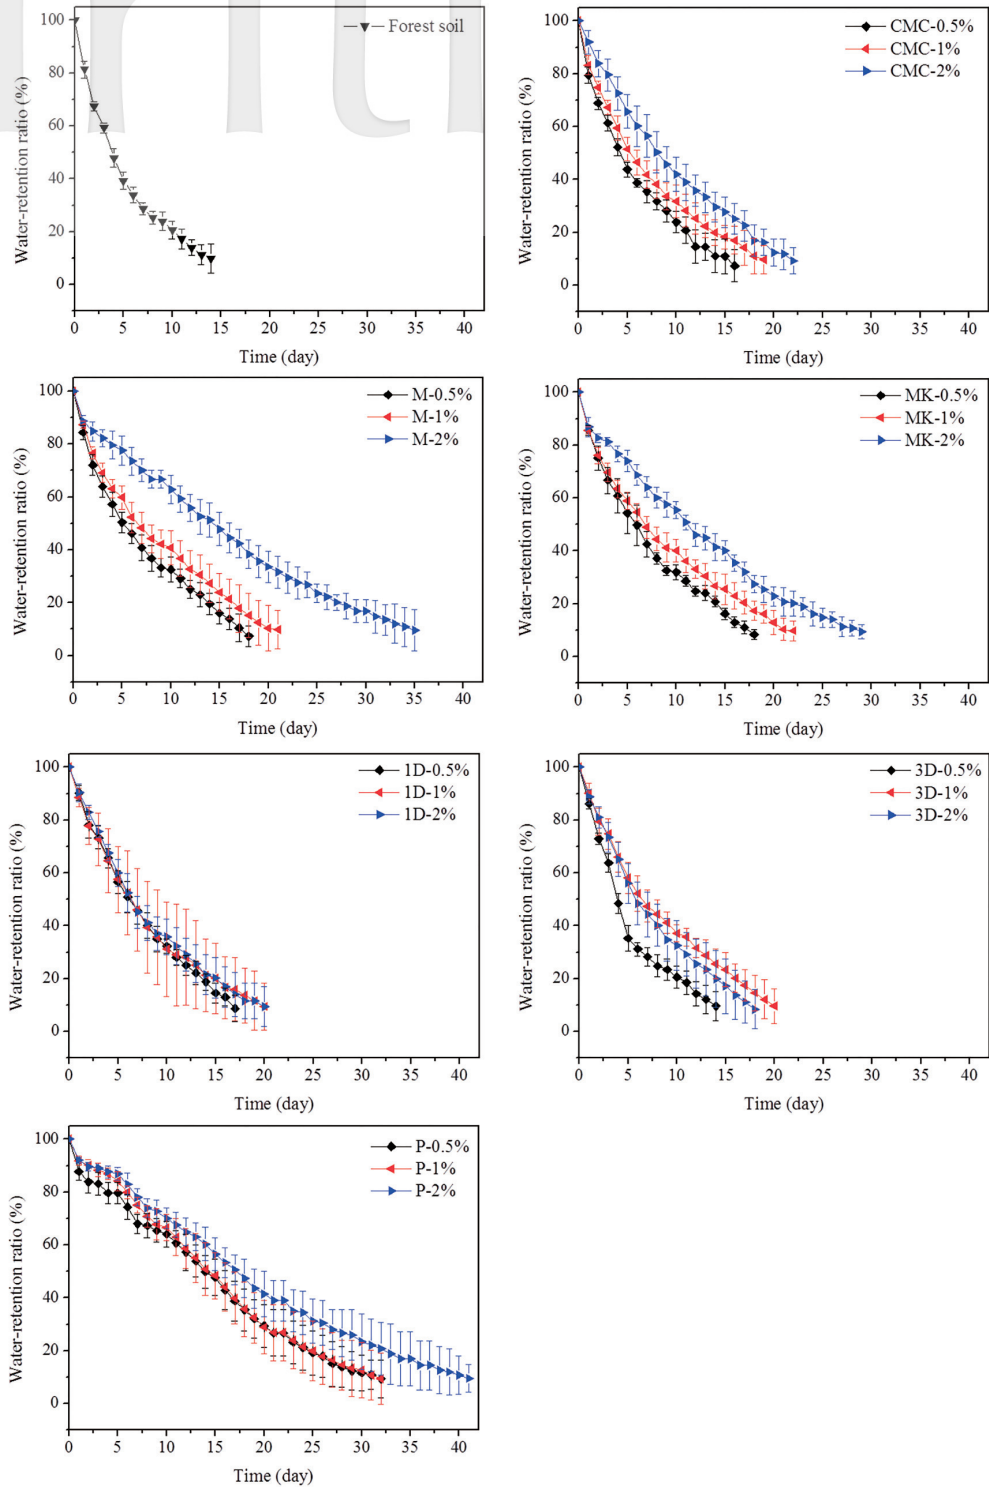 Forest soil
Water-retention ratio (%)
100
80
60
40
20
0
0 5 10 15 20 25 30 35 40
Time (day)
CMC-0.5%
CMC-1%
CMC-2%
Water-retention ratio (%)
100
80
60
40
20
0
0 5 10 15 20 25 30 35 40
Time (day)
M-0.5%
M-1%
M-2%
Water-retention ratio (%)
100
80
60
40
20
0
0 5 10 15 20 25 30 35 40
Time (day)
MK-0.5%
MK-1%
MK-2%
Water-retention ratio (%)
100
80
60
40
20
0
0 5 10 15 20 25 30 35 40
Time (day)
1D-0.5%
1D-1%
1D-2%
Water-retention ratio (%)
100
80
60
40
20
0
0 5 10 15 20 25 30 35 40
Time (day)
3D-0.5%
3D-1%
3D-2%
Water-retention ratio (%)
100
80
60
40
20
0
0 5 10 15 20 25 30 35 40
Time (day)
P-0.5%
P-1%
P-2%
Water-retention ratio (%)
100
80
60
40
20
0
0 5 10 15 20 25 30 35 40
Time (day)